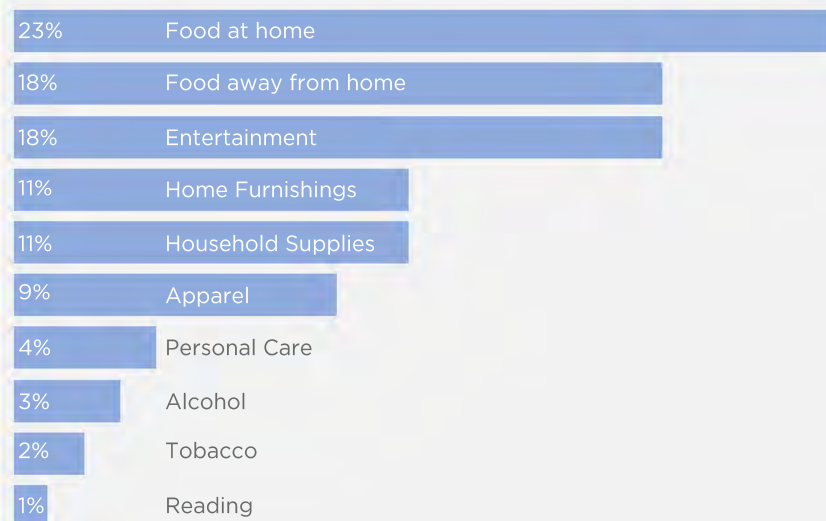 23% Food at home
18% Food away from home
18% Entertainment
11% Home Furnishings
11% Household Supplies
9% Apparel
4% Personal Care
3% Alcohol
2% Tobacco
1% Reading